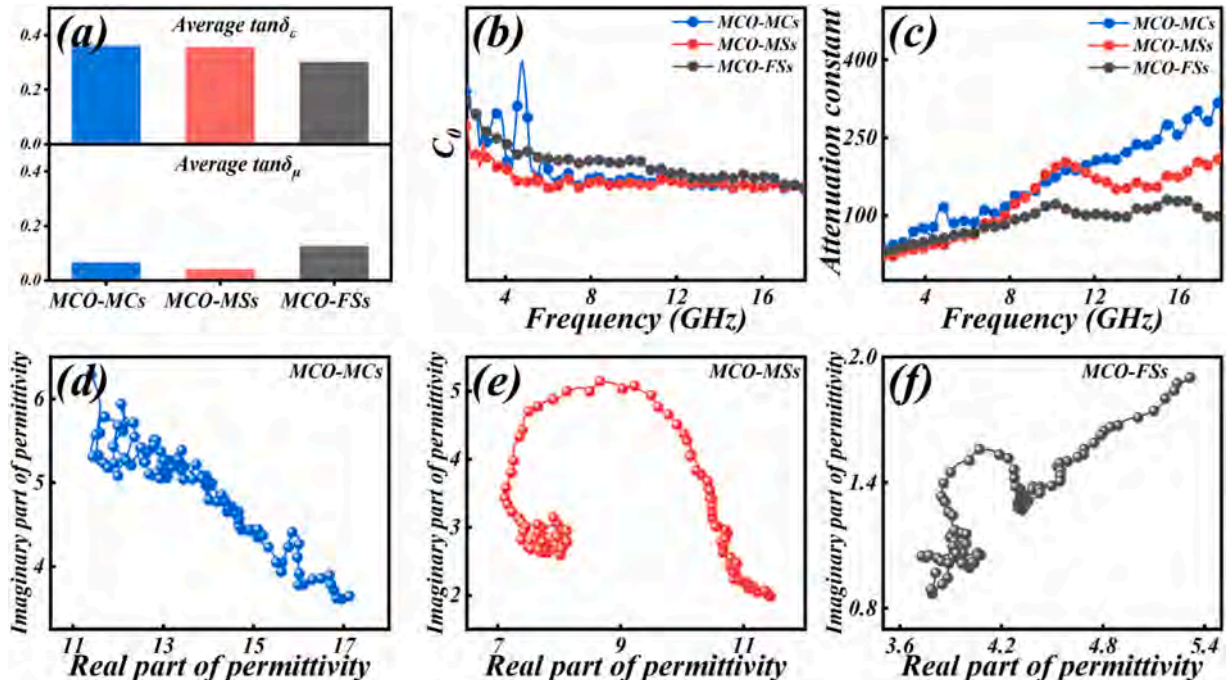 (a)
Average tanδε
0.4
0.2
0.0
Average tanδμ
0.4
0.2
0.0
MCO-MCs MCO-MSs MCO-FSs
(b)
MCO-MCs
MCO-MSs
MCO-FSs
C0
4 8 12 16
Frequency (GHz)
(c)
MCO-MCs
MCO-MSs
MCO-FSs
Attenuation constant
400
250
100
4 8 12 16
Frequency (GHz)
(d)
MCO-MCs
Imaginary part of permittivity
6
5
4
11 13 15 17
Real part of permittivity
(e)
MCO-MSs
Imaginary part of permittivity
5
4
3
2
7 9 11
Real part of permittivity
(f)
MCO-FSs
Imaginary part of permittivity
2.0
1.4
0.8
3.6 4.2 4.8 5.4
Real part of permittivity